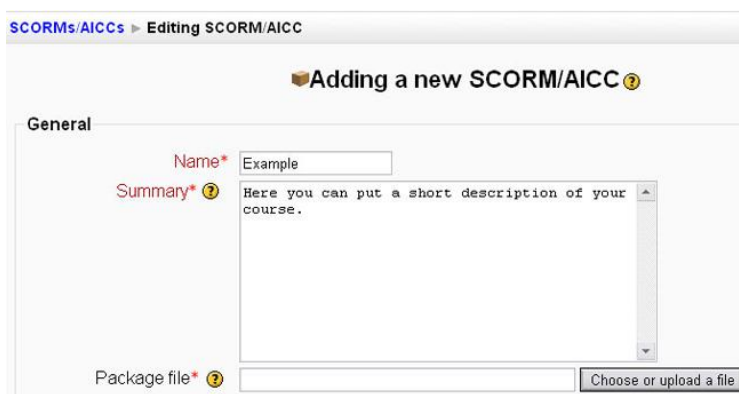 SCORMs/AICCs ► Editing SCORM/AICC
Adding a new SCORM/AICC ?
General
Name* Example
Summary* ? Here you can put a short description of your
course.
Package file* ? Choose or upload a file